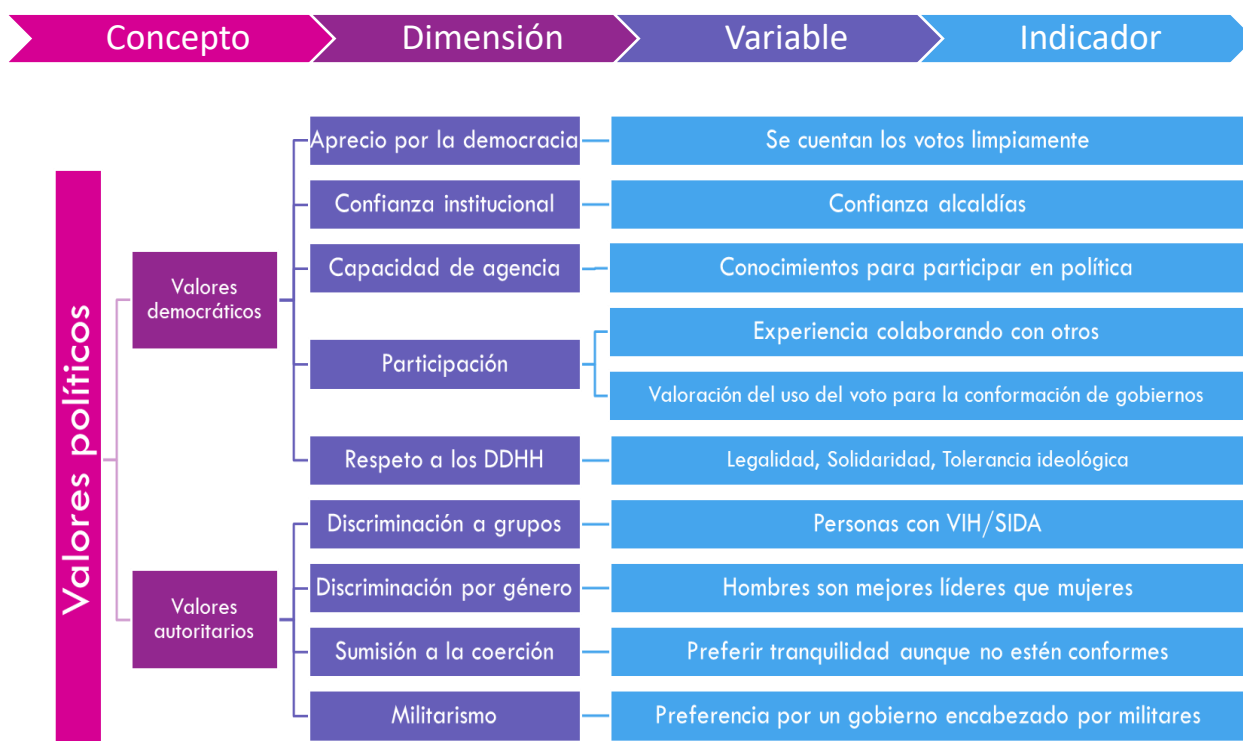 Concepto
Dimensión
Variable
Indicador
Valores políticos
Valores
democráticos
Aprecio por la democracia
Se cuentan los votos limpiamente
Confianza institucional
Confianza alcaldías
Capacidad de agencia
Conocimientos para participar en política
Participación
Experiencia colaborando con otros
Valoración del uso del voto para la conformación de gobiernos
Respeto a los DDHH
Legalidad, Solidaridad, Tolerancia ideológica
Valores
autoritarios
Discriminación a grupos
Personas con VIH/SIDA
Discriminación por género
Hombres son mejores líderes que mujeres
Sumisión a la coerción
Preferir tranquilidad aunque no estén conformes
Militarismo
Preferencia por un gobierno encabezado por militares